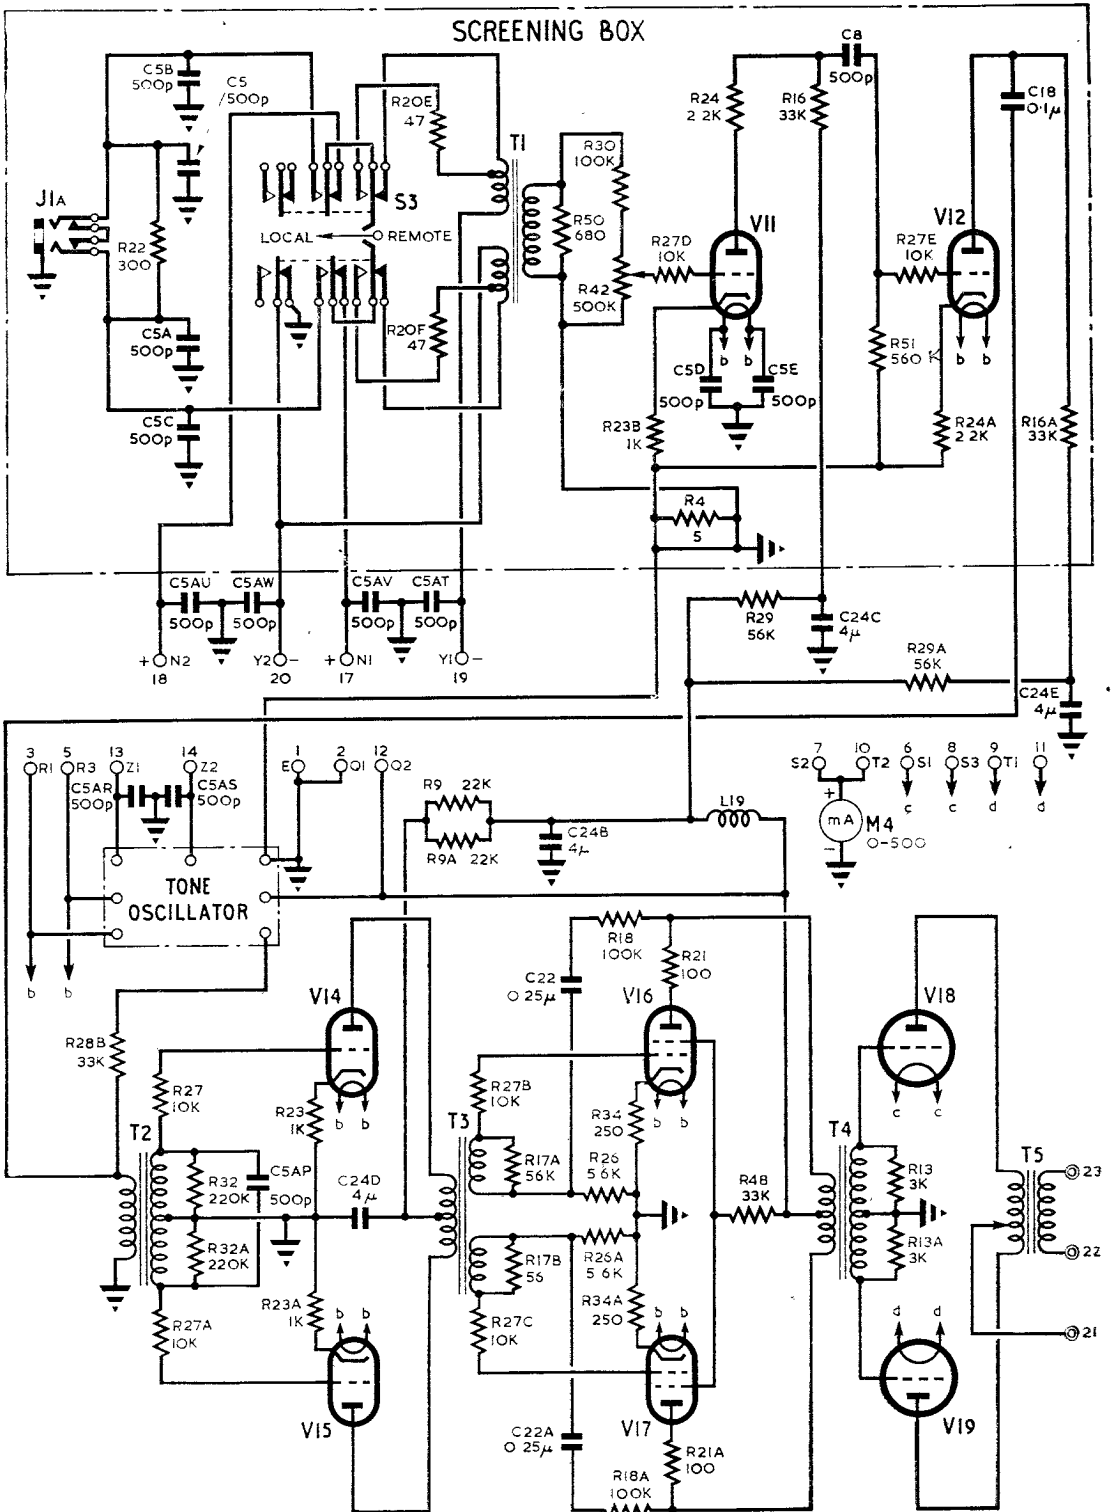 SCREENING BOX
C5B
500p
C5
500p
R20E
47
T1
R24
2 2K
R16
33K
C8
500p
C18
0·1µ
J1A
R22
300
S3
LOCAL
REMOTE
R30
100K
R50
680
R42
500K
R27D
10K
V11
R27E
10K
V12
C5A
500p
R20F
47
C5C
500p
b b
C5D
500p
C5E
500p
R23B
1K
R51
560 K
b b
R24A
2 2K
R16A
33K
R4
5
C5AU
500p
C5AW
500p
C5AV
500p
C5AT
500p
+ N2
18
Y2 -
20
+ N1
17
Y1 -
19
R29
56K
C24C
4µ
R29A
56K
C24E
4µ
3
R1
5
R3
13
Z1
14
Z2
1
E
2
O1
12
O2
C5AR
500p
C5AS
500p
R9 22K
R9A 22K
C24B
4µ
L19
7
S2
10
T2
6
S1
8
S3
9
T1
11
c c d d
+
mA
-
M4
0-500
TONE
OSCILLATOR
b b
R28B
33K
V14
R18
100K
R21
100
C22
0 25µ
V16
V18
R27
10K
R23
1K
b b
R27B
10K
R34
250
b b
c c
T2
R32
220K
C5AP
500p
C24D
4µ
T3
R17A
56K
R26
5 6K
R48
33K
T4
R13
3K
T5
23
R32A
220K
R17B
56
R26A
5 6K
R13A
3K
22
R27A
10K
R23A
1K
b b
R27C
10K
R34A
250
b b
d d
21
V15
C22A
0 25µ
V17
R21A
100
R18A
100K
V19